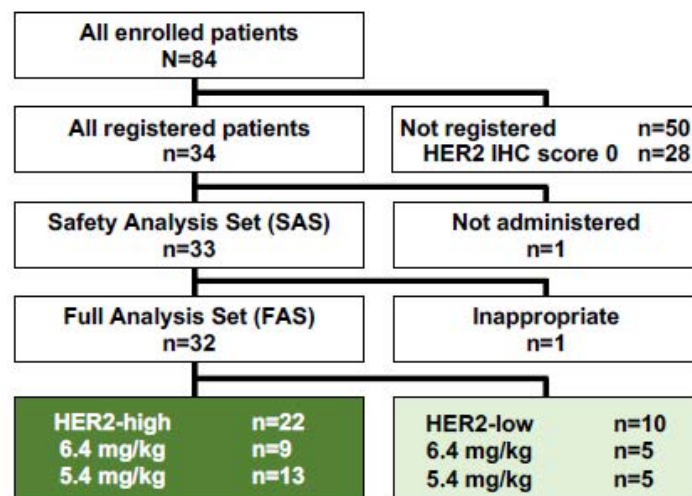 All enrolled patients
N=84
All registered patients
n=34
Not registered n=50
HER2 IHC score 0 n=28
Safety Analysis Set (SAS)
n=33
Not administered
n=1
Full Analysis Set (FAS)
n=32
Inappropriate
n=1
HER2-high n=22
6.4 mg/kg n=9
5.4 mg/kg n=13
HER2-low n=10
6.4 mg/kg n=5
5.4 mg/kg n=5